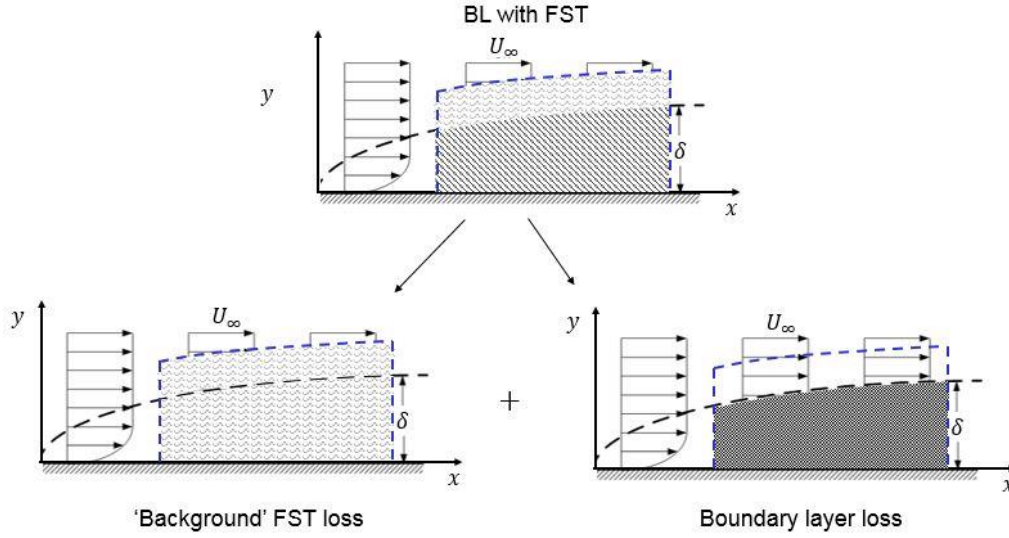 BL with FST
U∞
y
δ
x
y
U∞
δ
x
+
y
U∞
δ
x
'Background' FST loss
Boundary layer loss